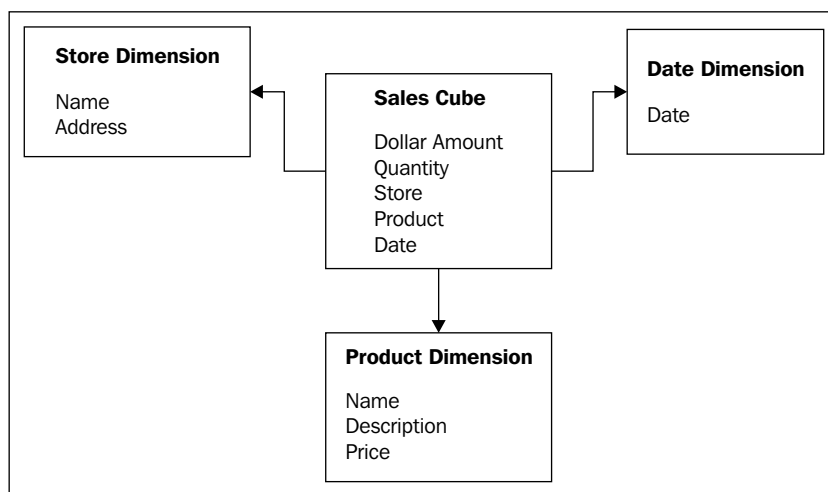 Store Dimension
Name
Address
Sales Cube
Dollar Amount
Quantity
Store
Product
Date
Date Dimension
Date
Product Dimension
Name
Description
Price